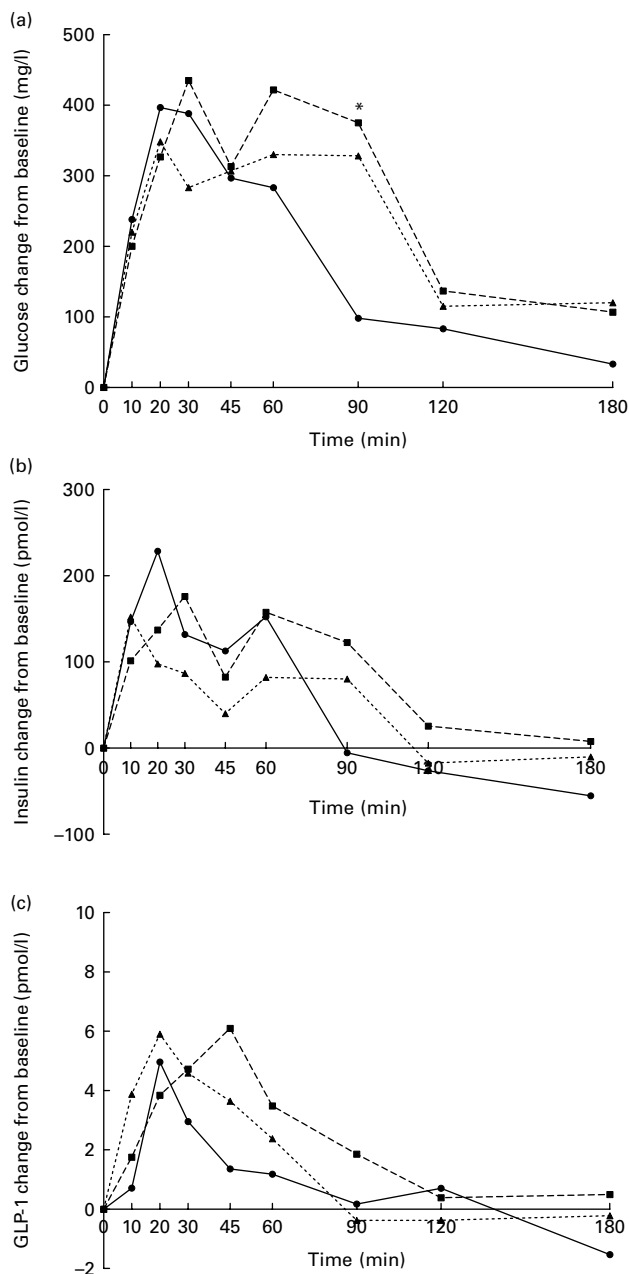 (a)
Glucose change from baseline (mg/l)
500
400
300
200
100
0
*
0 10 20 30 45 60 90 120 180
Time (min)
(b)
Insulin change from baseline (pmol/l)
300
200
100
0
–100
0 10 20 30 45 60 90 120 180
Time (min)
(c)
GLP-1 change from baseline (pmol/l)
10
8
6
4
2
0
–2
0 10 20 30 45 60 90 120 180
Time (min)